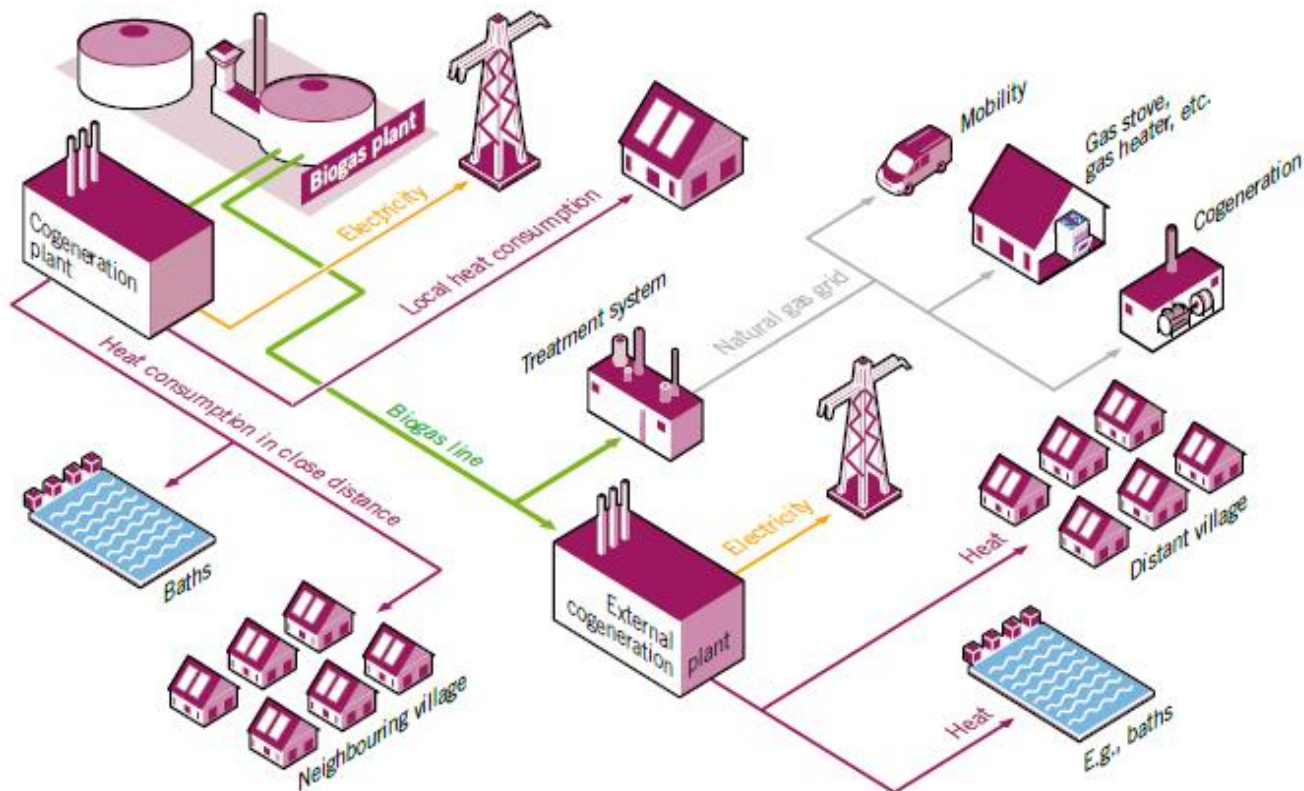 Biogas plant
Cogeneration
plant
Electricity
Local heat consumption
Mobility
Gas stove,
gas heater, etc.
Cogeneration
Treatment system
Natural gas grid
Heat consumption in close distance
Biogas line
Baths
Neighbouring village
External
cogeneration
plant
Electricity
Heat
Distant village
Heat
E.g., baths